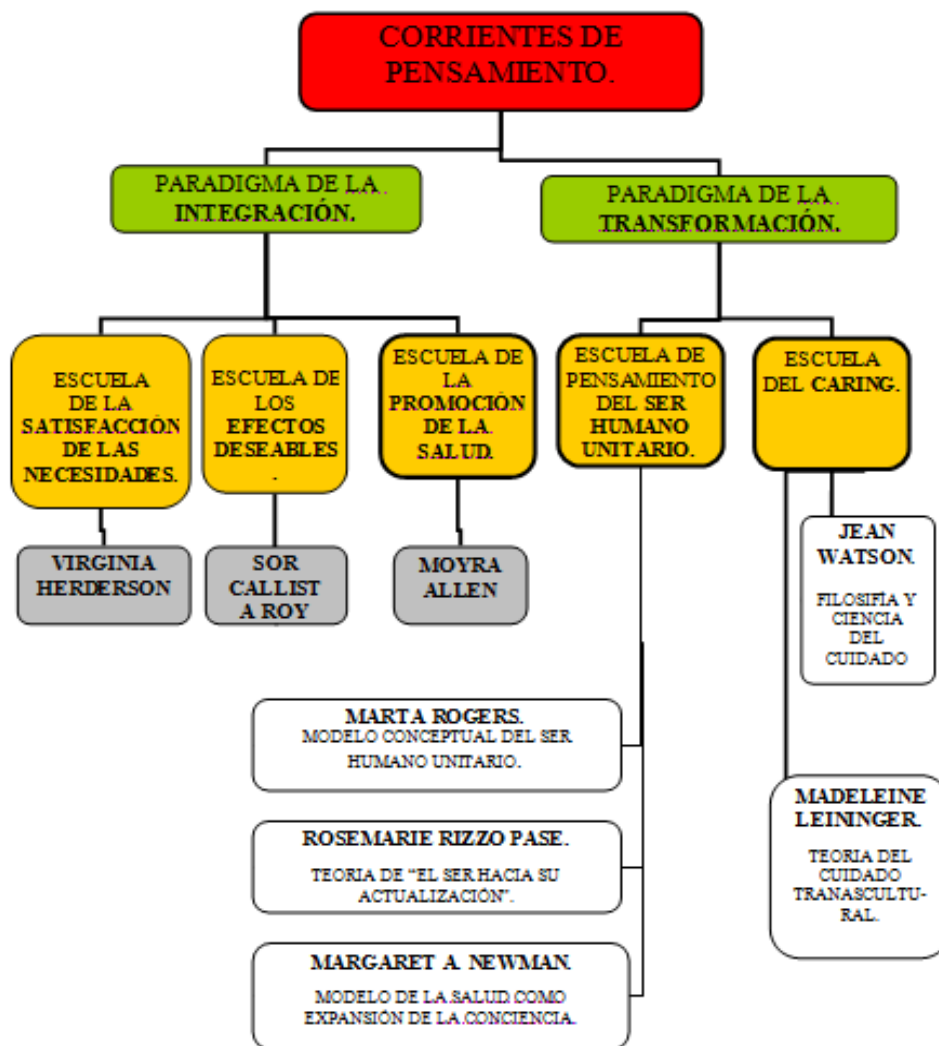 CORRIENTES DE
PENSAMIENTO.
PARADIGMA DE LA
INTEGRACIÓN.
PARADIGMA DE LA
TRANSFORMACIÓN.
ESCUELA
DE LA
SATISFACCIÓN
DE LAS
NECESIDADES.
ESCUELA DE
LOS
EFECTOS
DESEABLES
.
ESCUELA DE
LA
PROMOCIÓN
DE LA
SALUD.
ESCUELA DE
PENSAMIENTO
DEL SER
HUMANO
UNITARIO.
ESCUELA
DEL CARING.
VIRGINIA
HERDERSON
SOR
CALLIST
A ROY
MOYRA
ALLEN
JEAN
WATSON.
FILOSIFÍA Y
CIENCIA
DEL
CUIDADO
MARTA ROGERS.
MODELO CONCEPTUAL DEL SER
HUMANO UNITARIO.
ROSEMARIE RIZZO PASE.
TEORIA DE “EL SER HACIA SU
ACTUALIZACIÓN”.
MARGARET A. NEWMAN.
MODELO DE LA SALUD COMO
EXPANSIÓN DE LA CONCIENCIA.
MADELEINE
LEININGER.
TEORIA DEL
CUIDADO
TRANASCULTU-
RAL.